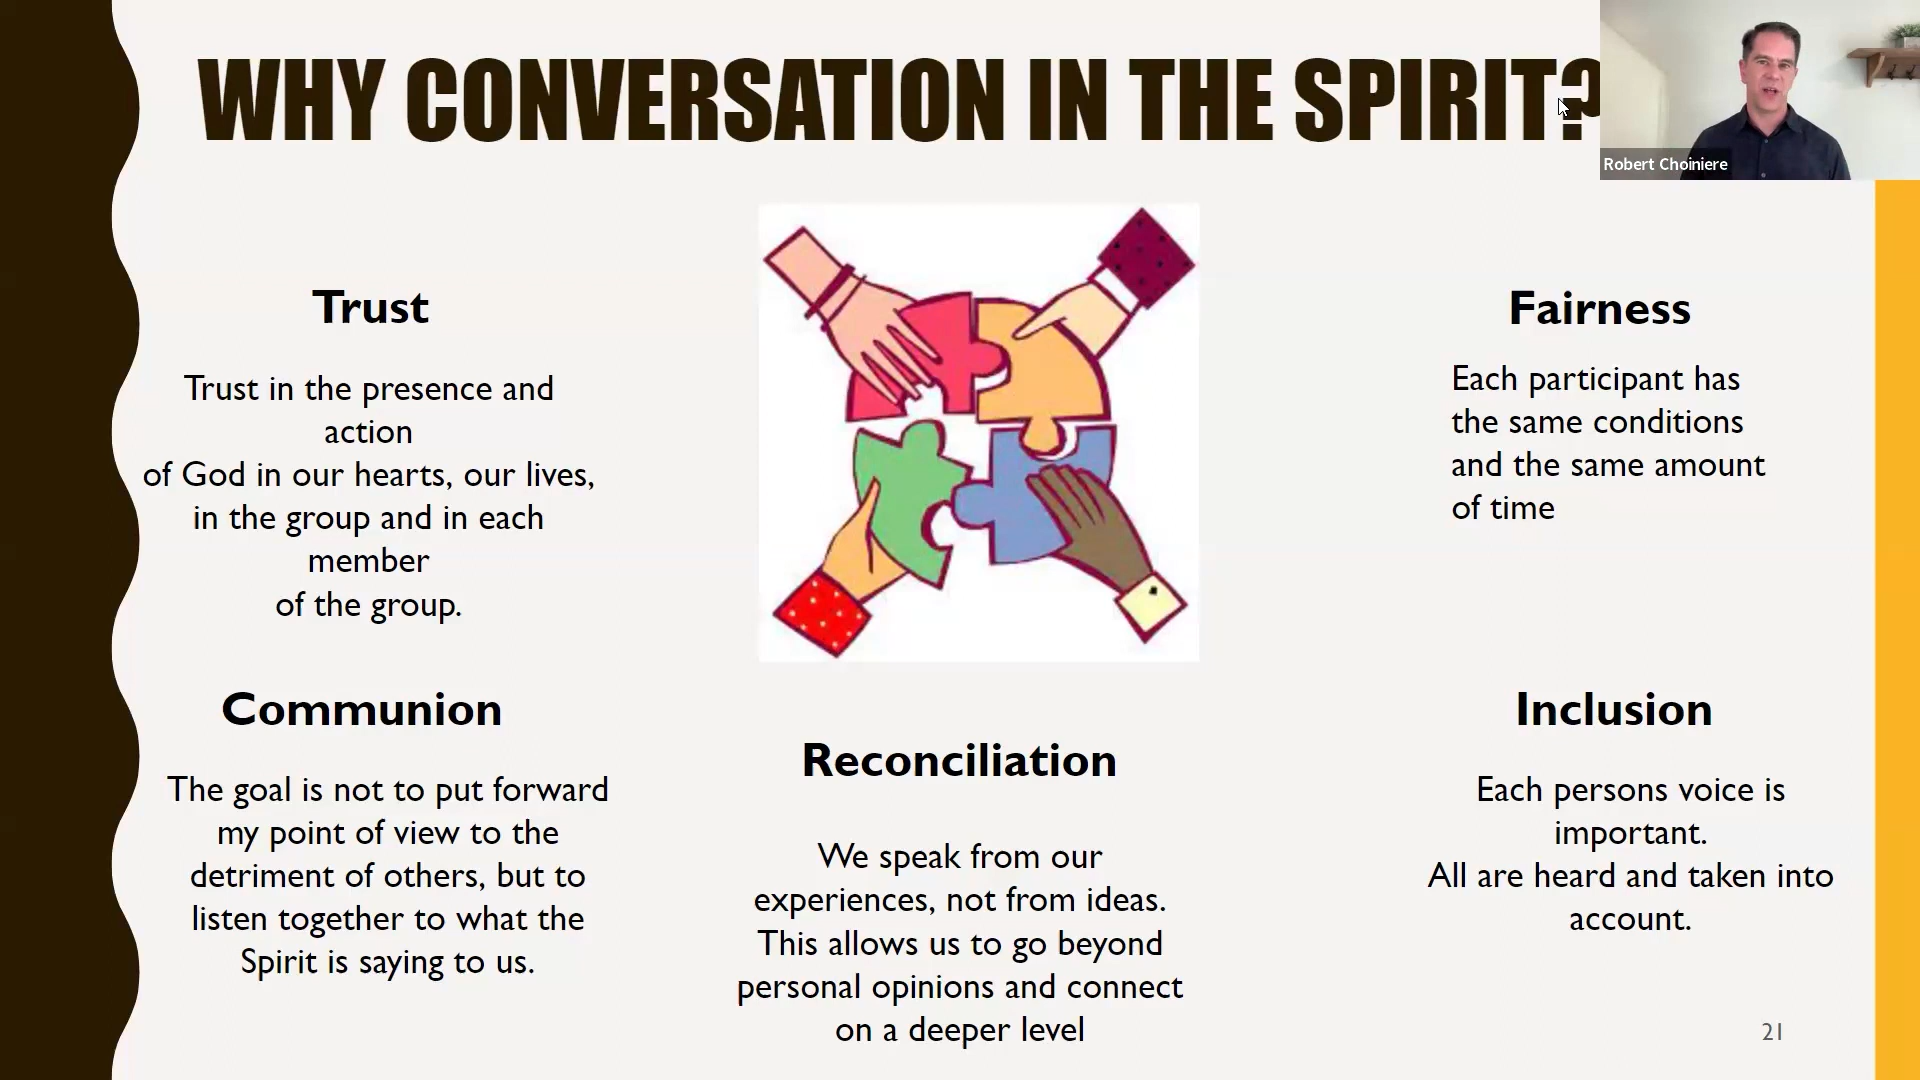 WHY CONVERSATION IN THE SPIRIT?
Robert Choiniere
Trust
Trust in the presence and
action
of God in our hearts, our lives,
in the group and in each
member
of the group.
Fairness
Each participant has
the same conditions
and the same amount
of time
Communion
The goal is not to put forward
my point of view to the
detriment of others, but to
listen together to what the
Spirit is saying to us.
Reconciliation
We speak from our
experiences, not from ideas.
This allows us to go beyond
personal opinions and connect
on a deeper level
Inclusion
Each persons voice is
important.
All are heard and taken into
account.
21